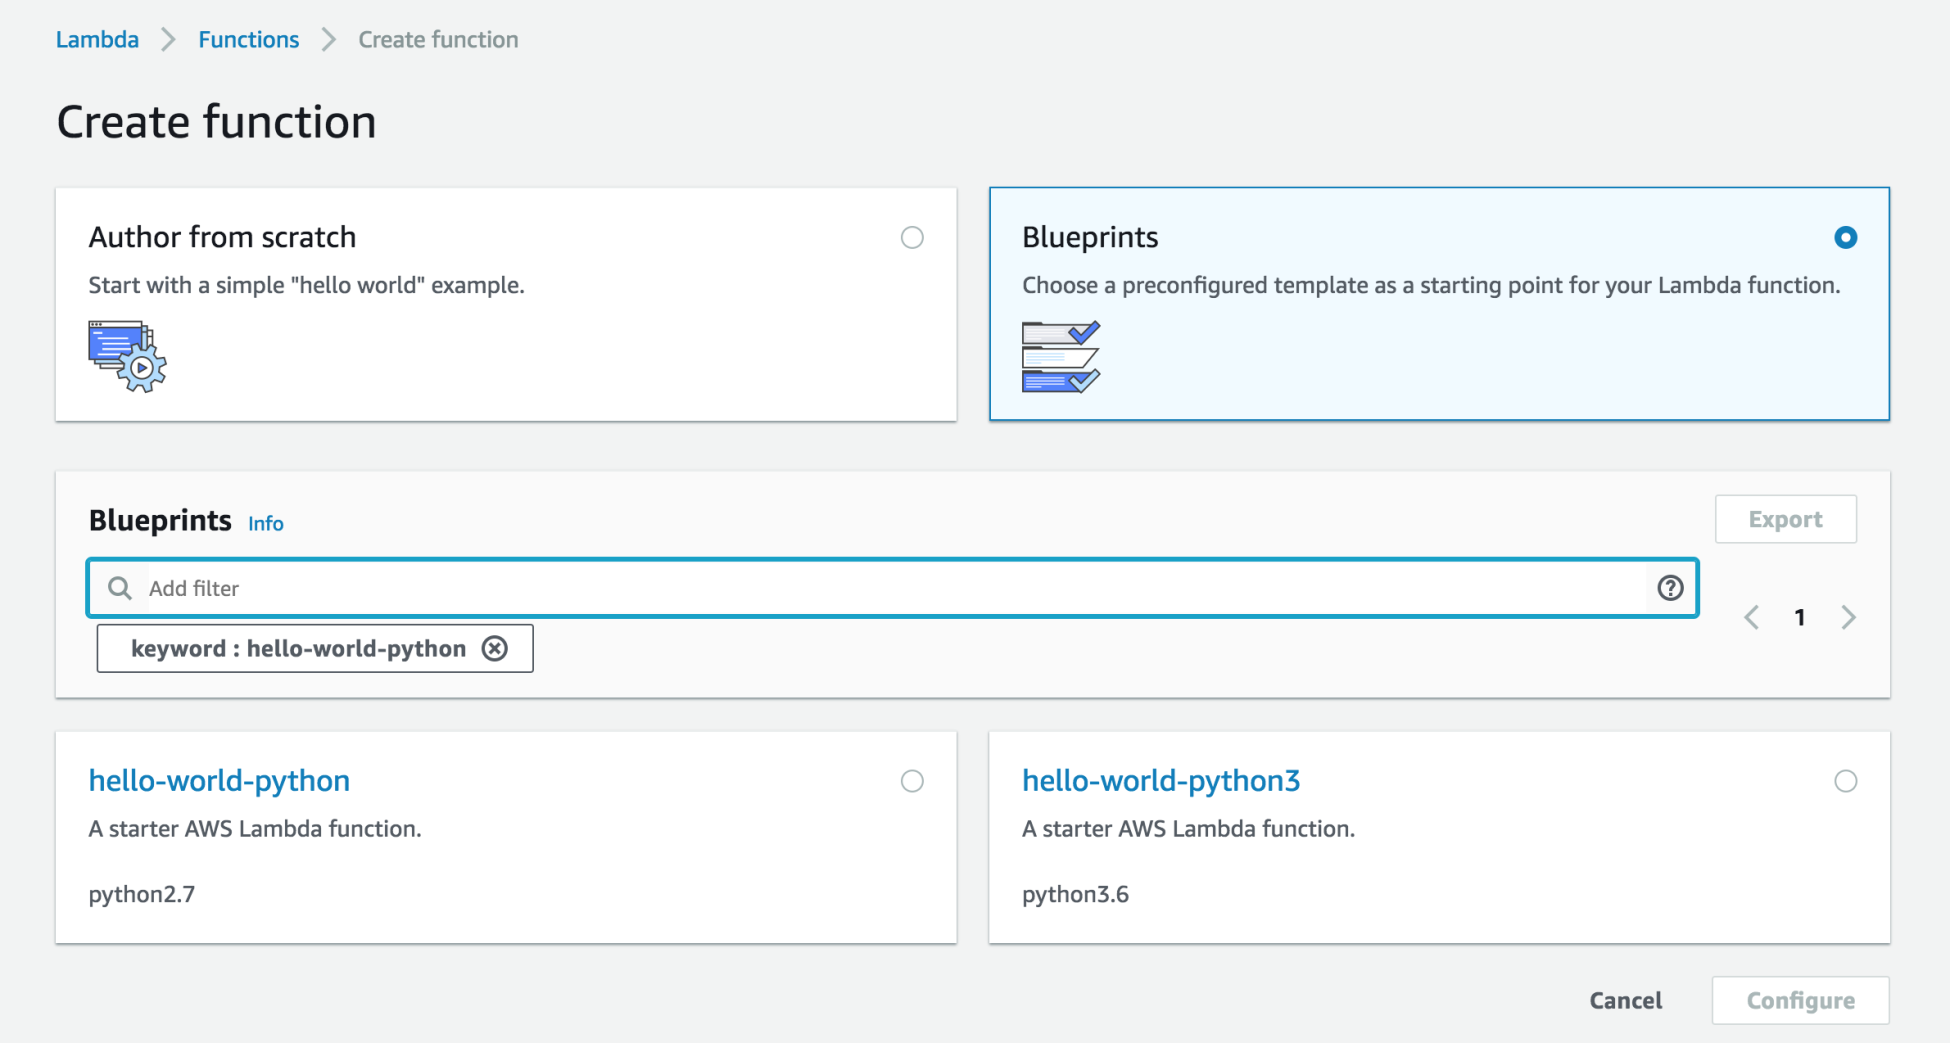 Lambda > Functions > Create function
Create function
Author from scratch
Start with a simple "hello world" example.
Blueprints
Choose a preconfigured template as a starting point for your Lambda function.
Blueprints Info
Export
Add filter
1
keyword : hello-world-python
hello-world-python
A starter AWS Lambda function.
python2.7
hello-world-python3
A starter AWS Lambda function.
python3.6
Cancel
Configure